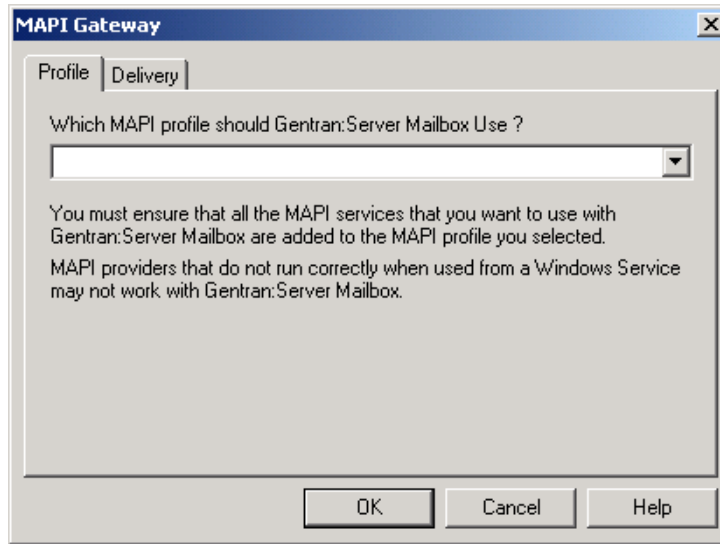 MAPI Gateway
Profile
Delivery
Which MAPI profile should Gentran:Server Mailbox Use ?
You must ensure that all the MAPI services that you want to use with
Gentran:Server Mailbox are added to the MAPI profile you selected.
MAPI providers that do not run correctly when used from a Windows Service
may not work with Gentran:Server Mailbox.
OK
Cancel
Help